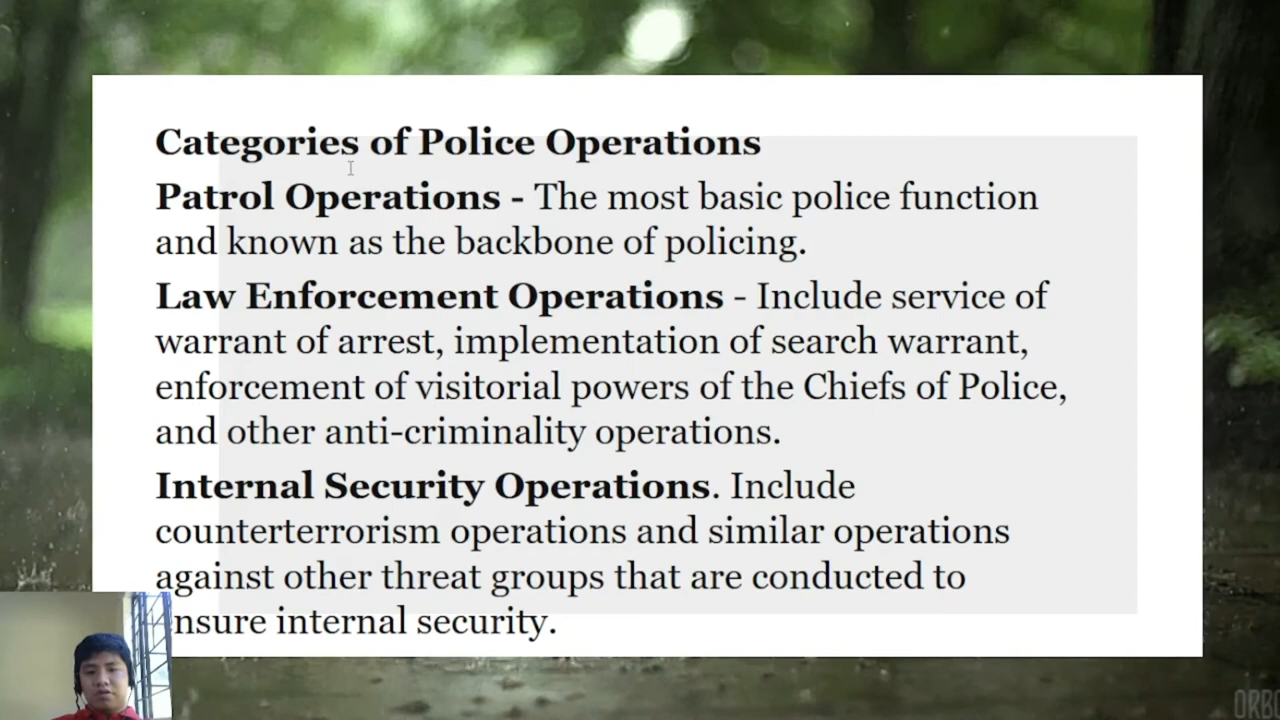 Categories of Police Operations
Patrol Operations - The most basic police function
and known as the backbone of policing.
Law Enforcement Operations - Include service of
warrant of arrest, implementation of search warrant,
enforcement of visitorial powers of the Chiefs of Police,
and other anti-criminality operations.
Internal Security Operations. Include
counterterrorism operations and similar operations
against other threat groups that are conducted to
ensure internal security.